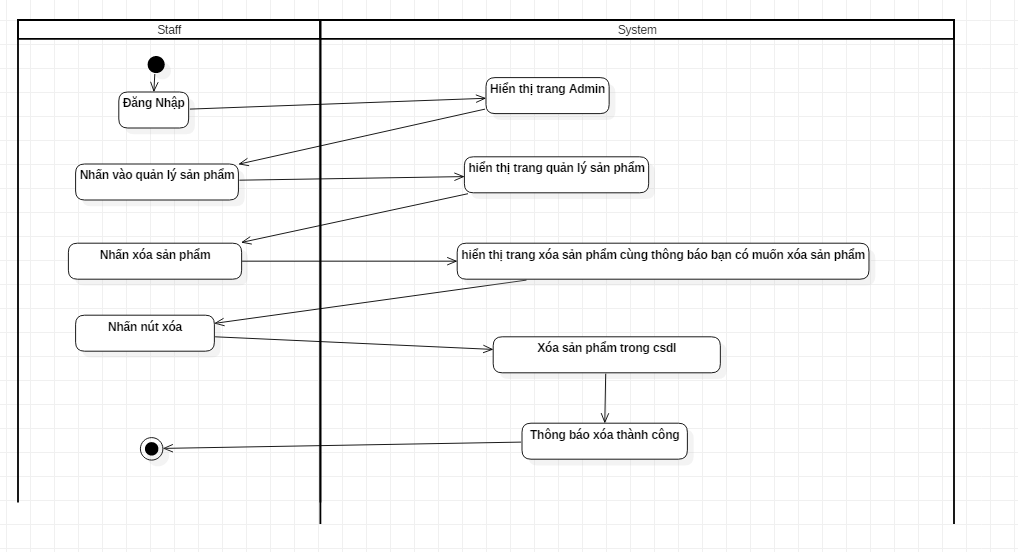 Staff
System
Đăng Nhập
Hiển thị trang Admin
Nhấn vào quản lý sản phẩm
hiển thị trang quản lý sản phẩm
Nhấn xóa sản phẩm
hiển thị trang xóa sản phẩm cùng thông báo bạn có muốn xóa sản phẩm
Nhấn nút xóa
Xóa sản phẩm trong csdl
Thông báo xóa thành công